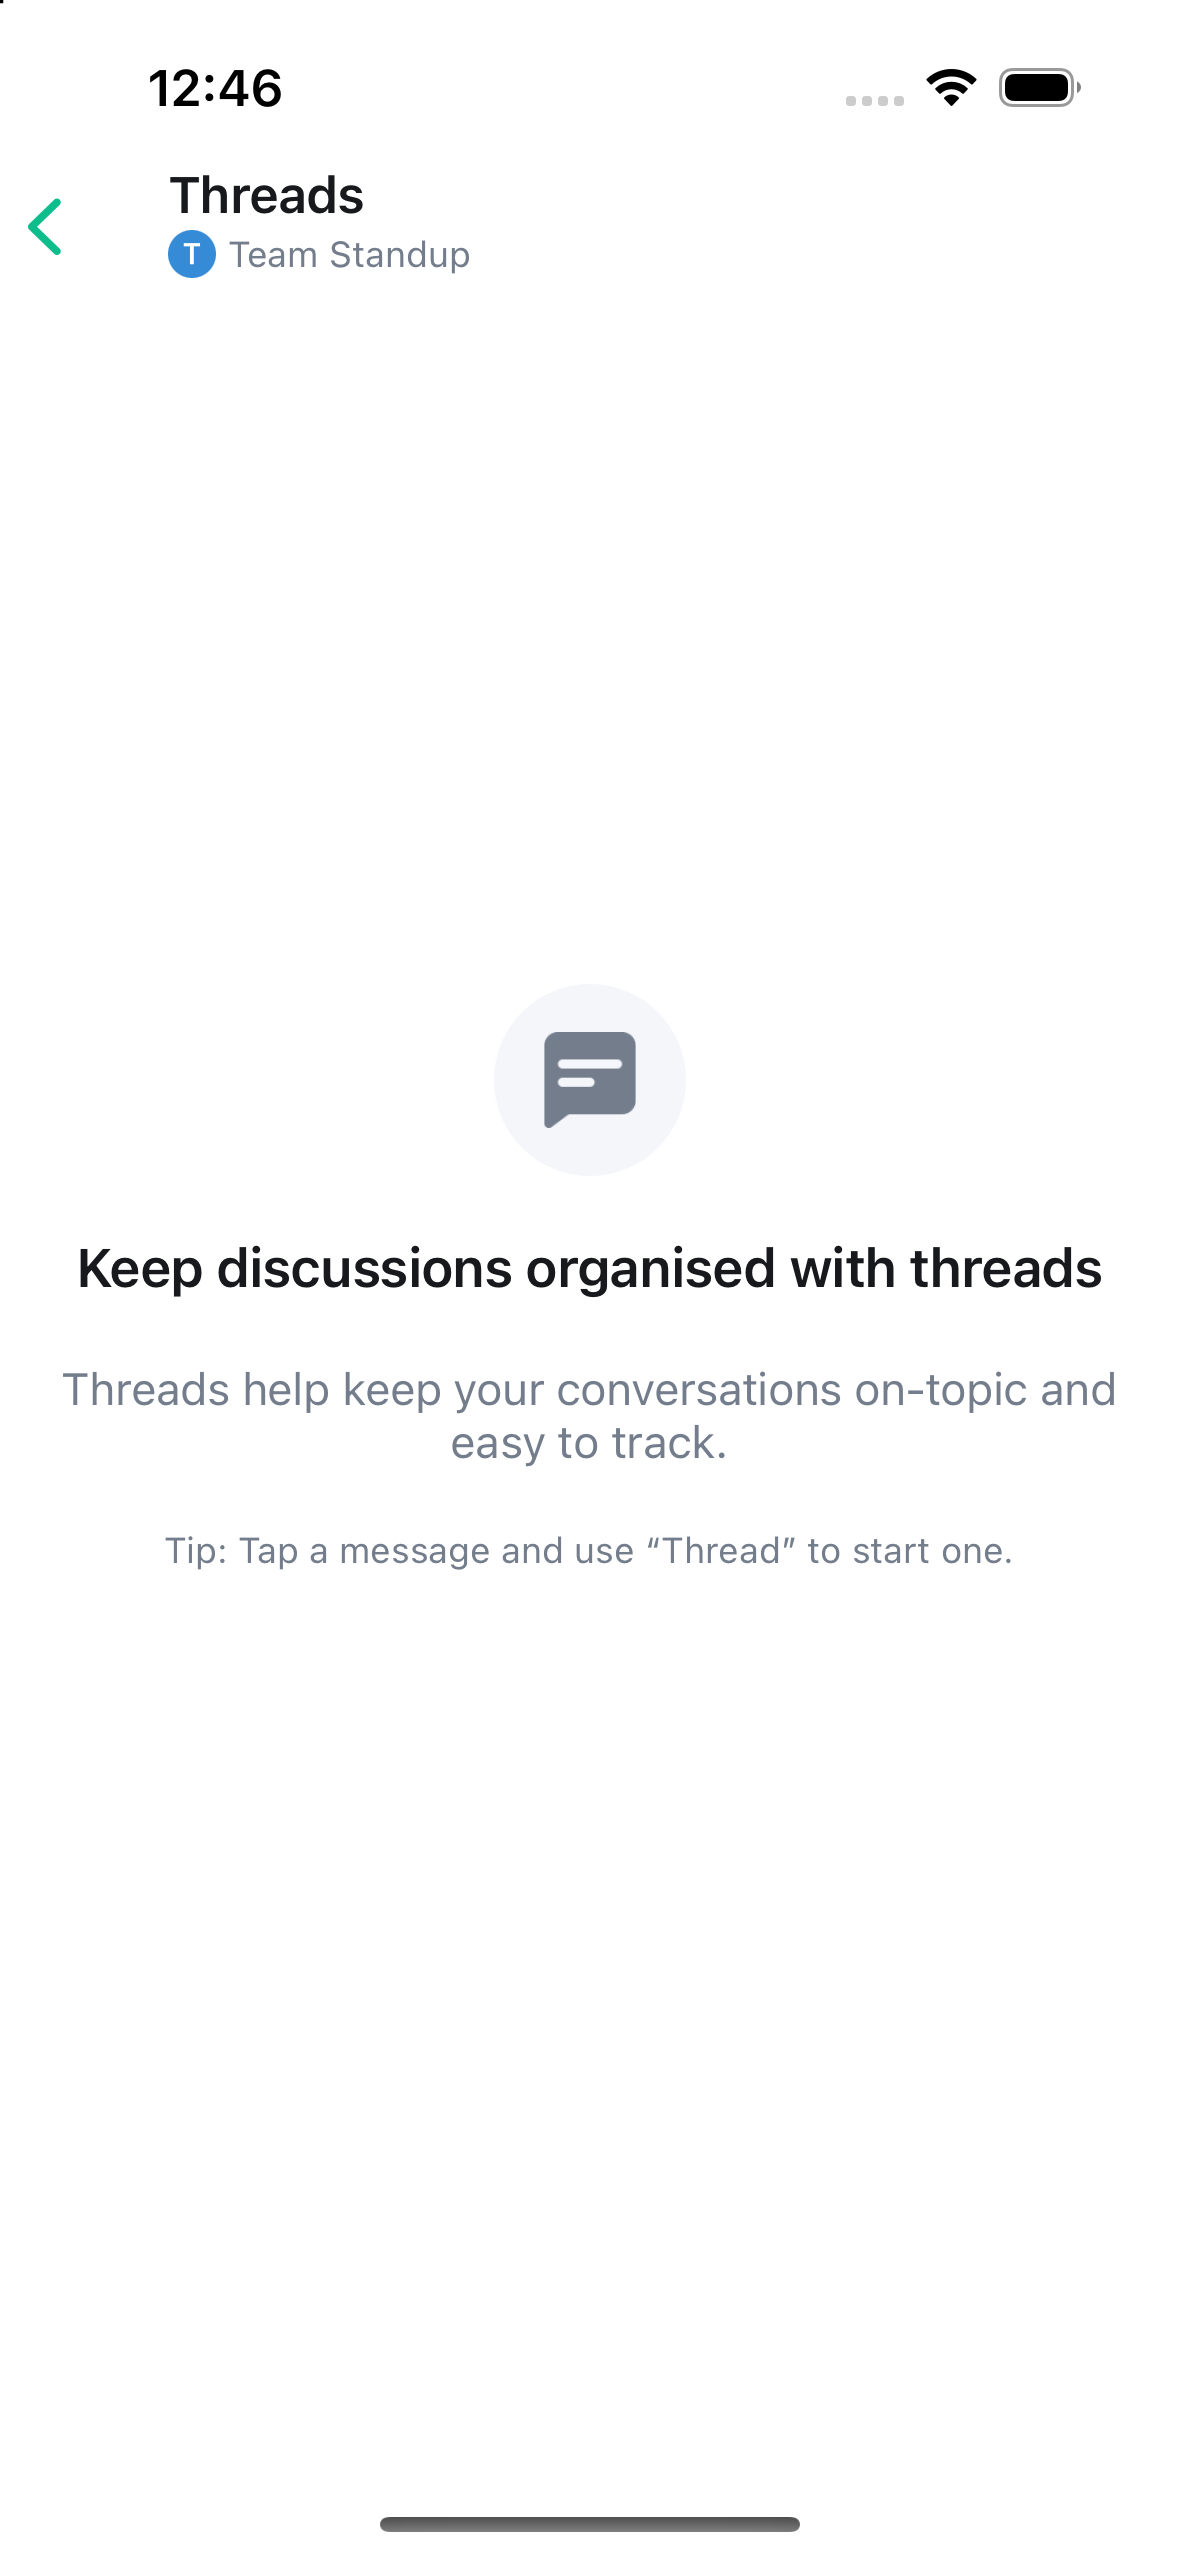 12:46
Threads
T Team Standup
Keep discussions organised with threads
Threads help keep your conversations on-topic and
easy to track.
Tip: Tap a message and use “Thread” to start one.